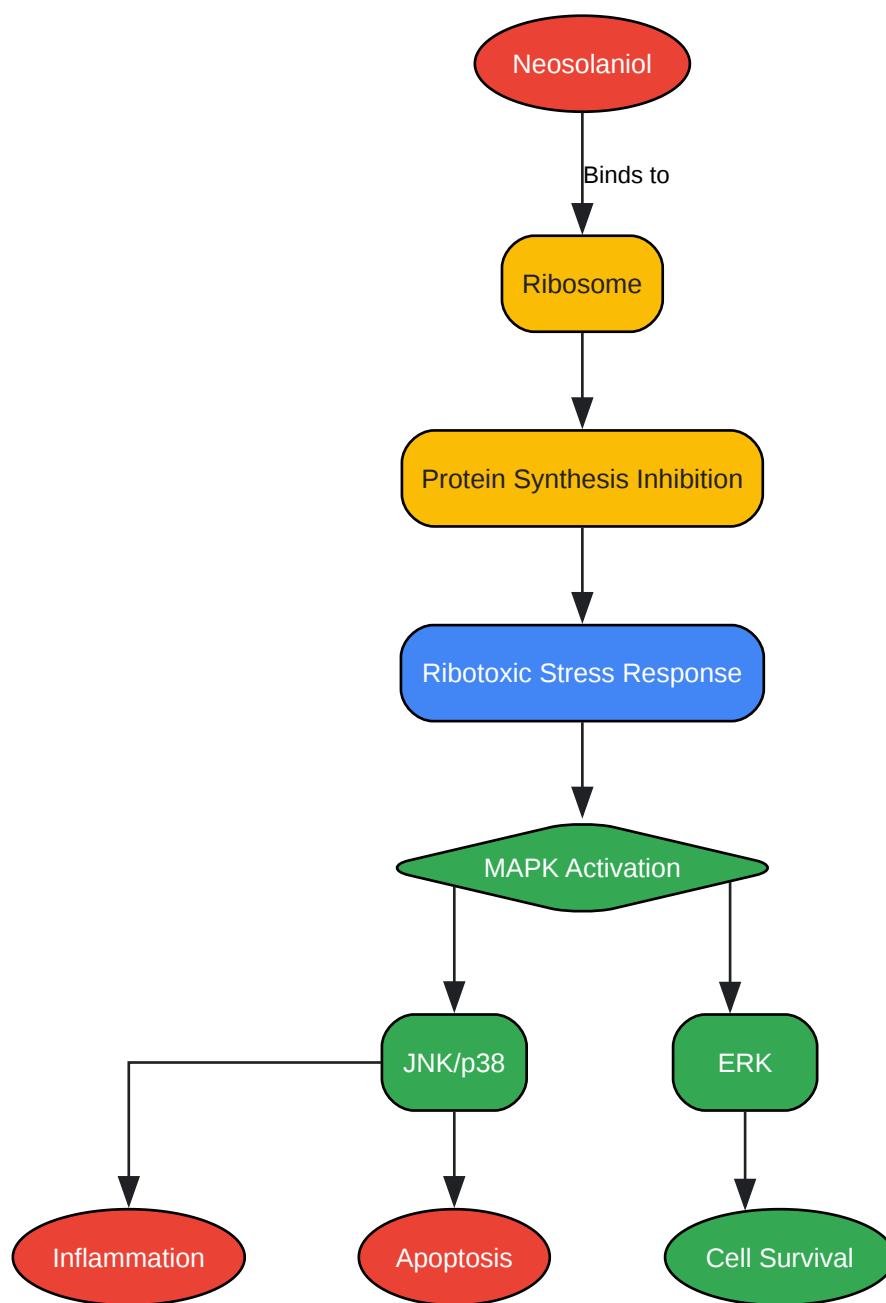 Neosolaniol
Binds to
Ribosome
Protein Synthesis Inhibition
Ribotoxic Stress Response
MAPK Activation
JNK/p38
ERK
Inflammation
Apoptosis
Cell Survival